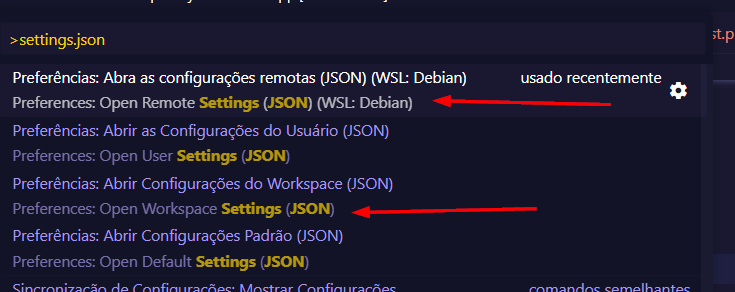 >settings.json
Preferências: Abra as configurações remotas (JSON) (WSL: Debian) usado recentemente
Preferences: Open Remote Settings (JSON) (WSL: Debian)
Preferências: Abrir as Configurações do Usuário (JSON)
Preferences: Open User Settings (JSON)
Preferências: Abrir Configurações do Workspace (JSON)
Preferences: Open Workspace Settings (JSON)
Preferências: Abrir Configurações Padrão (JSON)
Preferences: Open Default Settings (JSON)
Sincronização de Configurações: Mostrar Configurações comandos semelhantes
st.p